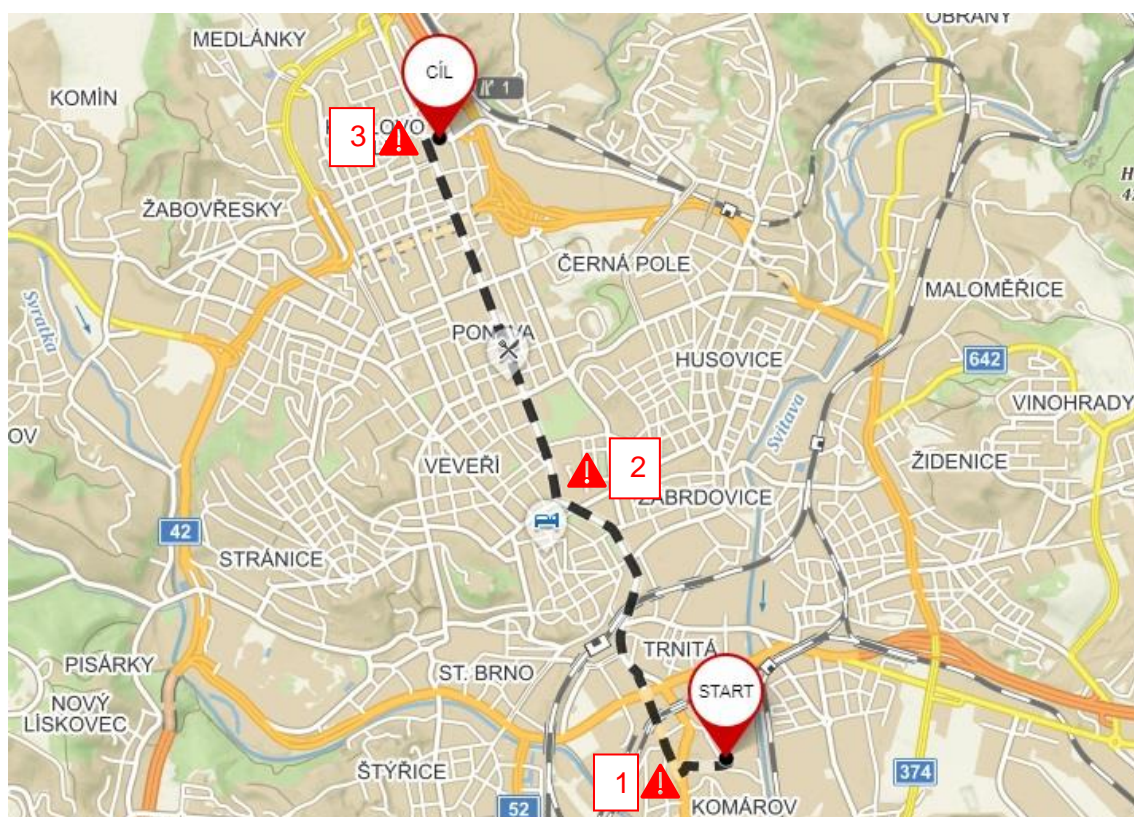 OBŘANY
MEDLÁNKY
CÍL
1
KOMÍN
3
ŽABOVŘESKY
ČERNÁ POLE
MALOMĚŘICE
Svratka
HUSOVICE
642
VINOHRADY
OV
Svitava
VEVEŘÍ
2
ŽIDENICE
ZÁBRDOVICE
42
STRÁNICE
TRNITÁ
PISÁRKY
ST. BRNO
START
NOVÝ
LÍSKOVEC
ŠTÝŘICE
1
374
KOMÁROV
52